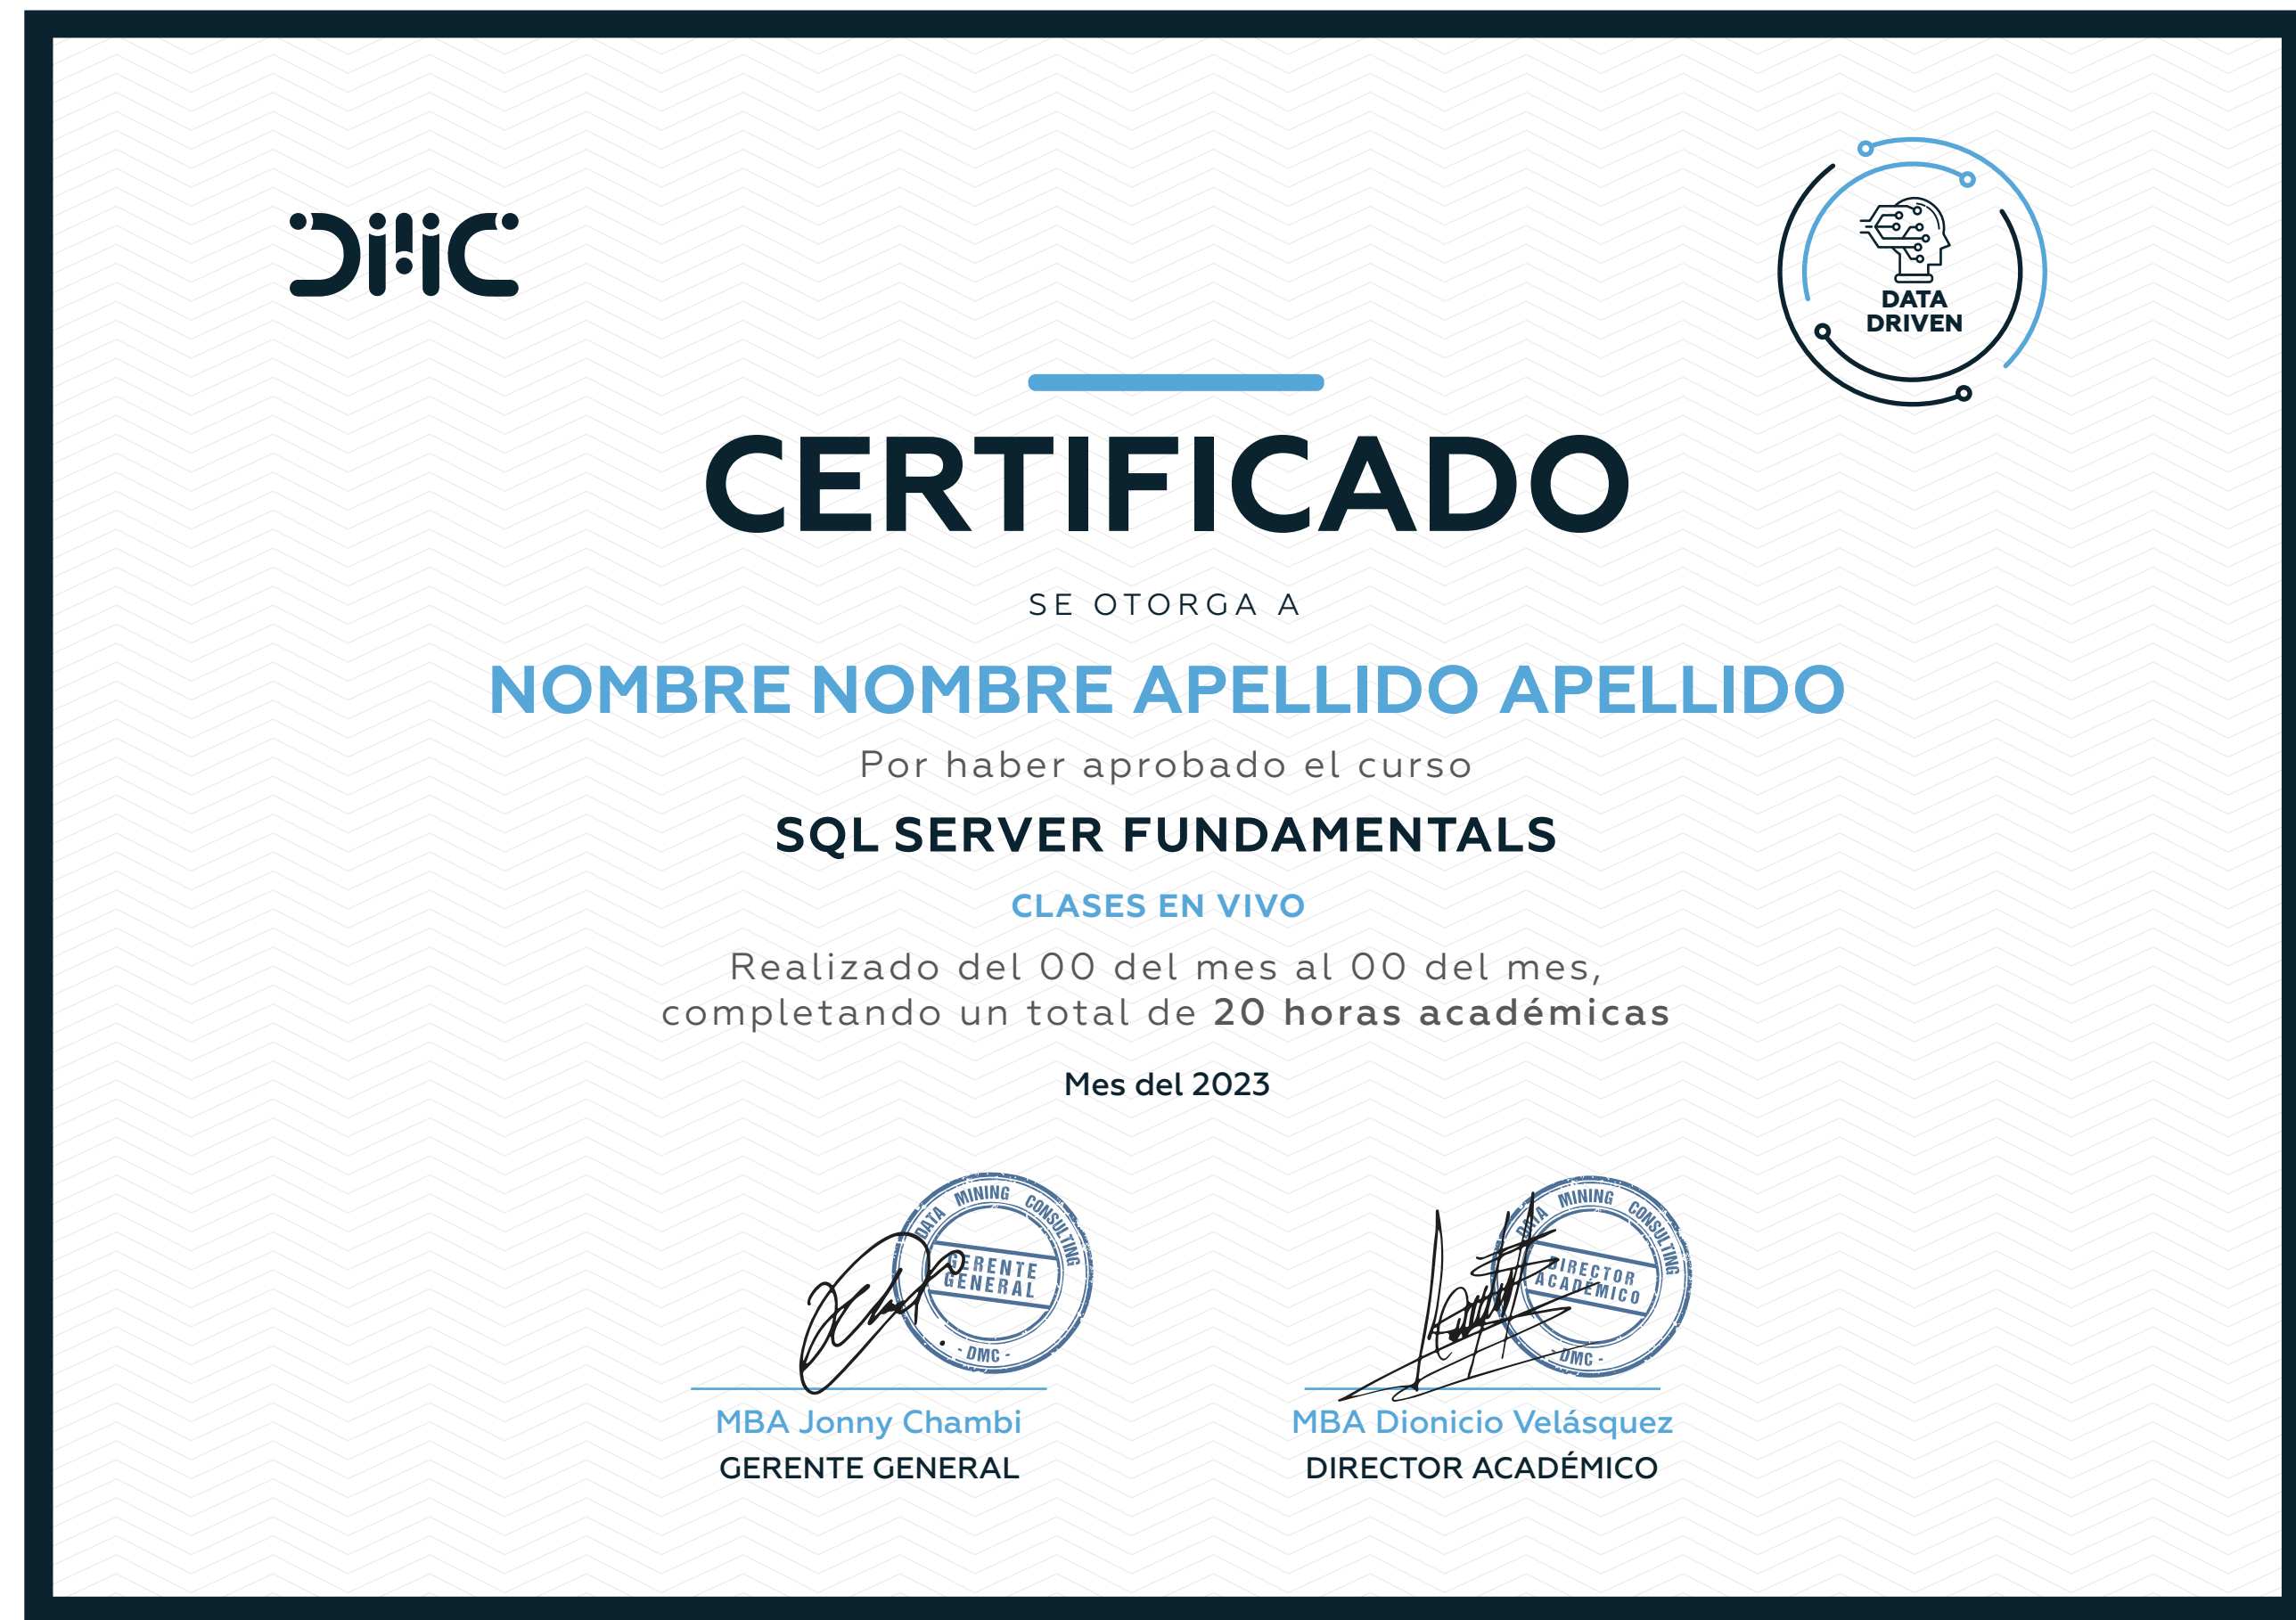 DMC
DATA
DRIVEN
CERTIFICADO
SE OTORGA A
NOMBRE NOMBRE APELLIDO APELLIDO
Por haber aprobado el curso
SQL SERVER FUNDAMENTALS
CLASES EN VIVO
Realizado del 00 del mes al 00 del mes,
completando un total de 20 horas académicas
Mes del 2023
DATA MINING CONSULTING
GERENTE
GENERAL
- DMC -
DATA MINING CONSULTING
DIRECTOR
ACADÉMICO
- DMC -
MBA Jonny Chambi
GERENTE GENERAL
MBA Dionicio Velásquez
DIRECTOR ACADÉMICO